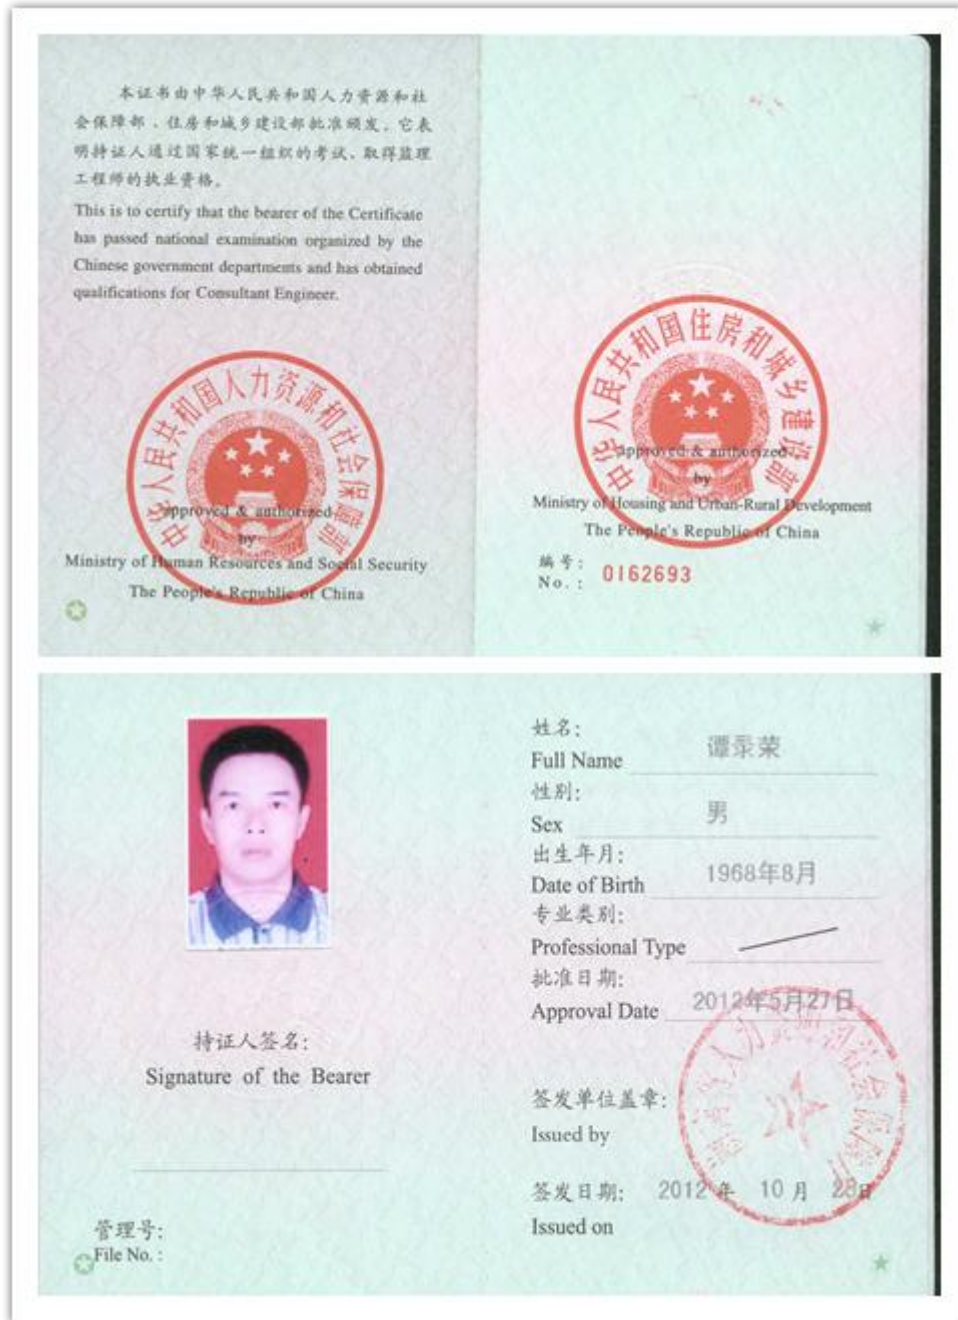 本证书由中华人民共和国人力资源和社
会保障部、住房和城乡建设部批准颁发。它表
明持证人通过国家统一组织的考试、取得监理
工程师的执业资格。
This is to certify that the bearer of the Certificate
has passed national examination organized by the
Chinese government departments and has obtained
qualifications for Consultant Engineer.
中华人民共和国人力资源和社会保障部
approved & authorized
by
Ministry of Human Resources and Social Security
The People's Republic of China
中华人民共和国住房和城乡建设部
approved & authorized
by
Ministry of Housing and Urban-Rural Development
The People's Republic of China
编号:
No. : 0162693
持证人签名:
Signature of the Bearer
管理号:
File No. :
姓名:
Full Name 谭录荣
性别:
Sex 男
出生年月:
Date of Birth 1968年8月
专业类别:
Professional Type
批准日期:
Approval Date 2012年5月27日
签发单位盖章:
Issued by
签发日期: 2012 年 10 月 23日
Issued on